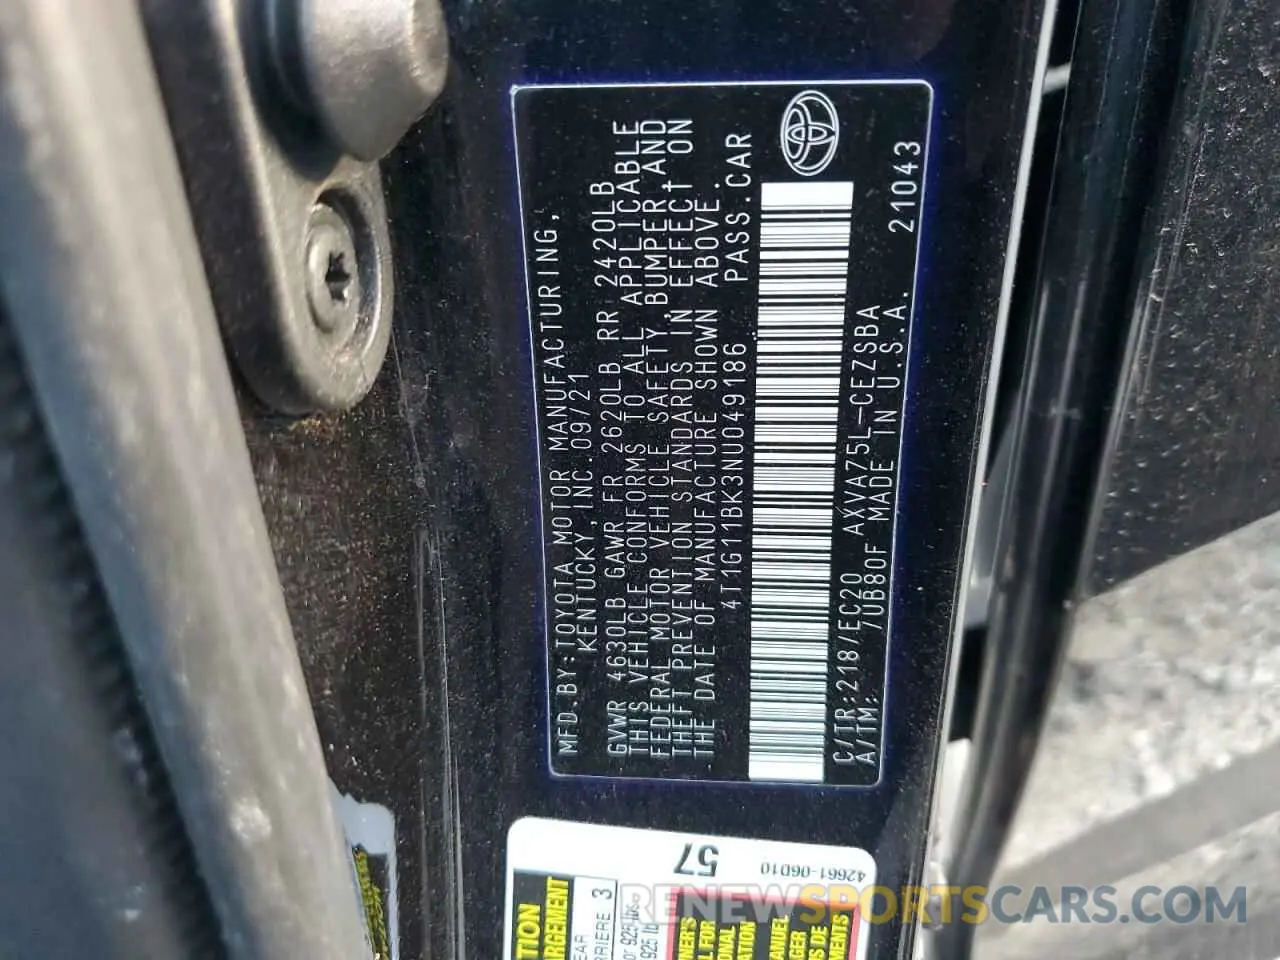 MFD.BY:TOYOTA MOTOR MANUFACTURING,
KENTUCKY,INC.09/21
GVWR 4630LB GAWR FR 2620LB RR 2420LB
THIS VEHICLE CONFORMS TO ALL APPLICABLE
FEDERAL MOTOR VEHICLE SAFETY,BUMPER,AND
THEFT PREVENTION STANDARDS IN EFFECT ON
THE DATE OF MANUFACTURE SHOWN ABOVE.
4T1G11BK3NU049186 PASS.CAR
C/TR:218/EC20 AXVA75L-CEZSBA 21043
A/TM: /UB80F MADE IN U.S.A.
57
42661-06D10
3
925 lb
RENEWSPORTSCARS.COM